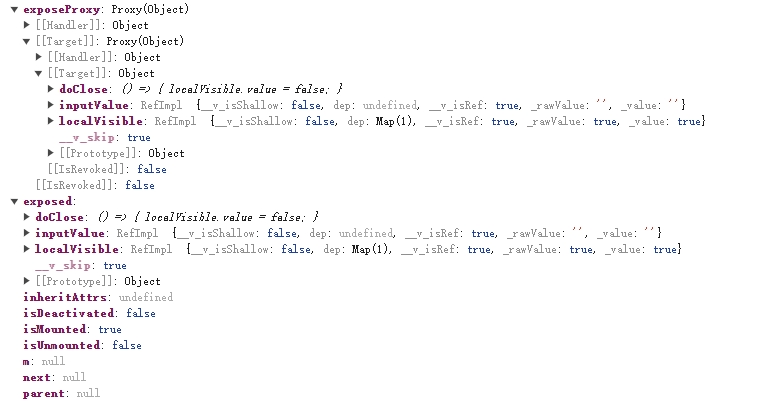 ▼ exposeProxy: Proxy(Object)
▶ [[Handler]]: Object
▼ [[Target]]: Proxy(Object)
▶ [[Handler]]: Object
▼ [[Target]]: Object
▶ doClose: () => { localVisible.value = false; }
▶ inputValue: RefImpl {__v_isShallow: false, dep: undefined, __v_isRef: true, _rawValue: '', _value: ''}
▶ localVisible: RefImpl {__v_isShallow: false, dep: Map(1), __v_isRef: true, _rawValue: true, _value: true}
__v_skip: true
▶ [[Prototype]]: Object
[[IsRevoked]]: false
[[IsRevoked]]: false
▼ exposed:
▶ doClose: () => { localVisible.value = false; }
▶ inputValue: RefImpl {__v_isShallow: false, dep: undefined, __v_isRef: true, _rawValue: '', _value: ''}
▶ localVisible: RefImpl {__v_isShallow: false, dep: Map(1), __v_isRef: true, _rawValue: true, _value: true}
__v_skip: true
▶ [[Prototype]]: Object
inheritAttrs: undefined
isDeactivated: false
isMounted: true
isUnmounted: false
m: null
next: null
parent: null